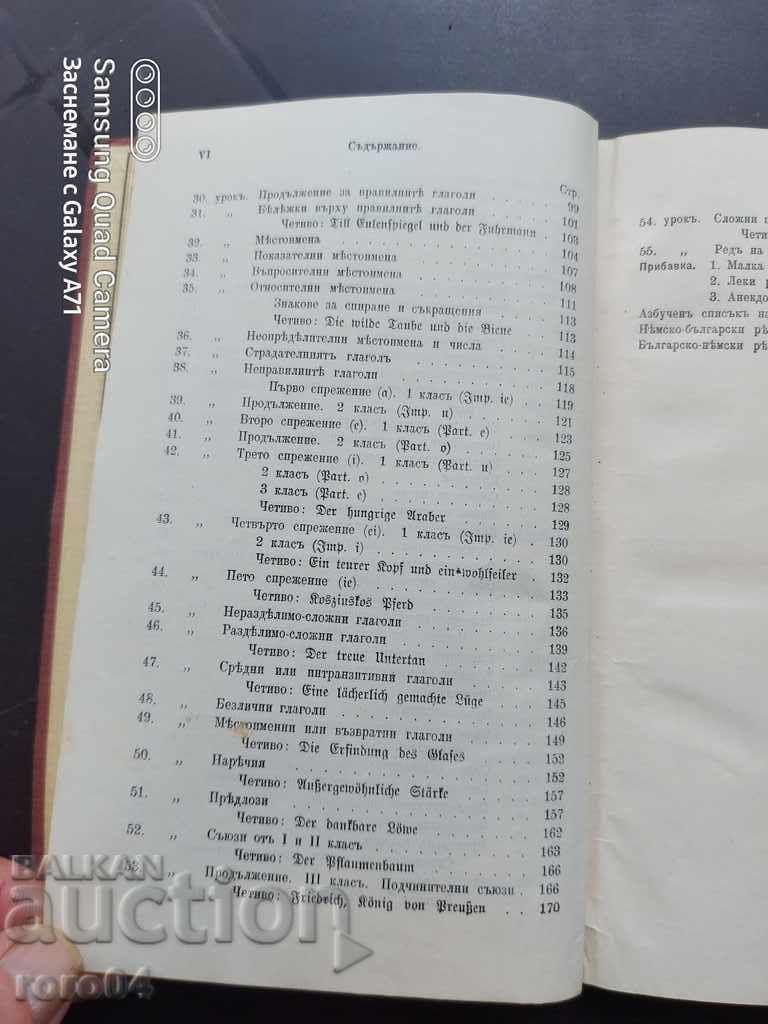 VI
Съдържание.
Стр.
30. урокъ. Продължение за правилнитѣ глаголи . . . 99
31. „ Бѣлѣжки върху правилнитѣ глаголи . . . 101
Четиво: Till Eulenspiegel und der Fuhrmann . 103
32. „ Мѣстоимена . . . 104
33. „ Показателни мѣстоимена . . . 107
34. „ Въпросителни мѣстоимена . . . 108
35. „ Относителни мѣстоимена . . . 111
Знакове за спиране и съкращения . . . 113
Четиво: Die wilde Taube und die Biene . . . 113
36. „ Неопрѣдѣлителни мѣстоимена и числа . . . 114
37. „ Страдателниятъ глаголъ . . . 115
38. „ Неправилнитѣ глаголи . . . 118
Първо спрежение (a). 1 класъ (Imp. ie) . . 119
39. „ Продължение. 2 класъ (Imp. u) . . . 121
40. „ Второ спрежение (e). 1 класъ (Part. e) . . . 123
41. „ Продължение. 2 класъ (Part. o) . . . 125
42. „ Трето спрежение (i). 1 класъ (Part. u) . . . 127
2 класъ (Part. o) . . . 128
3 класъ (Part. e) . . . 128
Четиво: Der hungrige Araber . . . 129
43. „ Четвърто спрежение (ei). 1 класъ (Imp. ie) . . 130
2 класъ (Imp. i) . . . 130
Четиво: Ein teurer Kopf und ein wohlfeiler . 132
44. „ Пето спрежение (ie) . . . 133
Четиво: Kosziuskos Pferd . . . 135
45. „ Нераздѣлимо-сложни глаголи . . . 136
46. „ Раздѣлимо-сложни глаголи . . . 139
Четиво: Der treue Untertan . . . 142
47. „ Срѣдни или интранзитивни глаголи . . . 143
Четиво: Eine lächerlich gemachte Lüge . . . 145
48. „ Безлични глаголи . . . 146
49. „ Мѣстоименни или възвратни глаголи . . . 149
Четиво: Die Erfindung des Glases . . . 152
50. „ Наречия . . . 152
Четиво: Außergewöhnliche Stärke . . . 157
51. „ Прѣдлози . . . 157
Четиво: Der dankbare Löwe . . . 162
52. „ Съюзи отъ I и II класъ . . . 163
Четиво: Der Pflaumenbaum . . . 166
53. „ Продължение. III класъ. Подчинителни съюзи . 166
Четиво: Friedrich, König von Preußen . . 170
54. урокъ. Сложни
Чети
55. „ Редъ на
Прибавка. 1. Малка
2. Леки
3. Анекдо
Азбученъ списъкъ на
Нѣмско-български рѣ
Българско-нѣмски рѣ
Samsung Quad Camera
Заснемане с Galaxy A71
BALKAN
auction
roro04